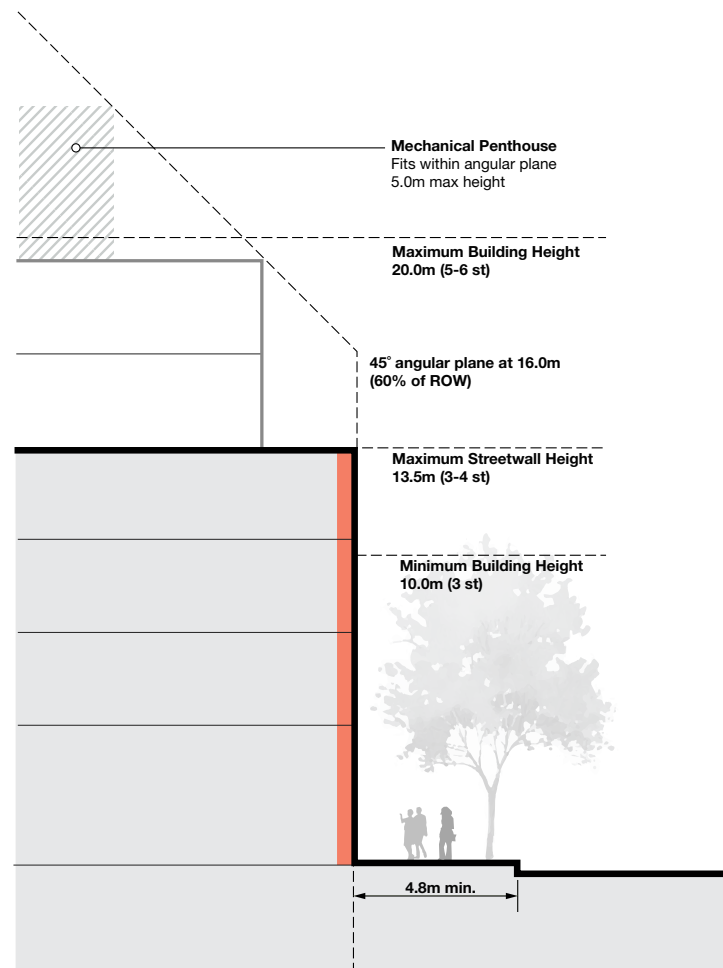 Mechanical Penthouse
Fits within angular plane
5.0m max height
Maximum Building Height
20.0m (5-6 st)
45° angular plane at 16.0m
(60% of ROW)
Maximum Streetwall Height
13.5m (3-4 st)
Minimum Building Height
10.0m (3 st)
4.8m min.